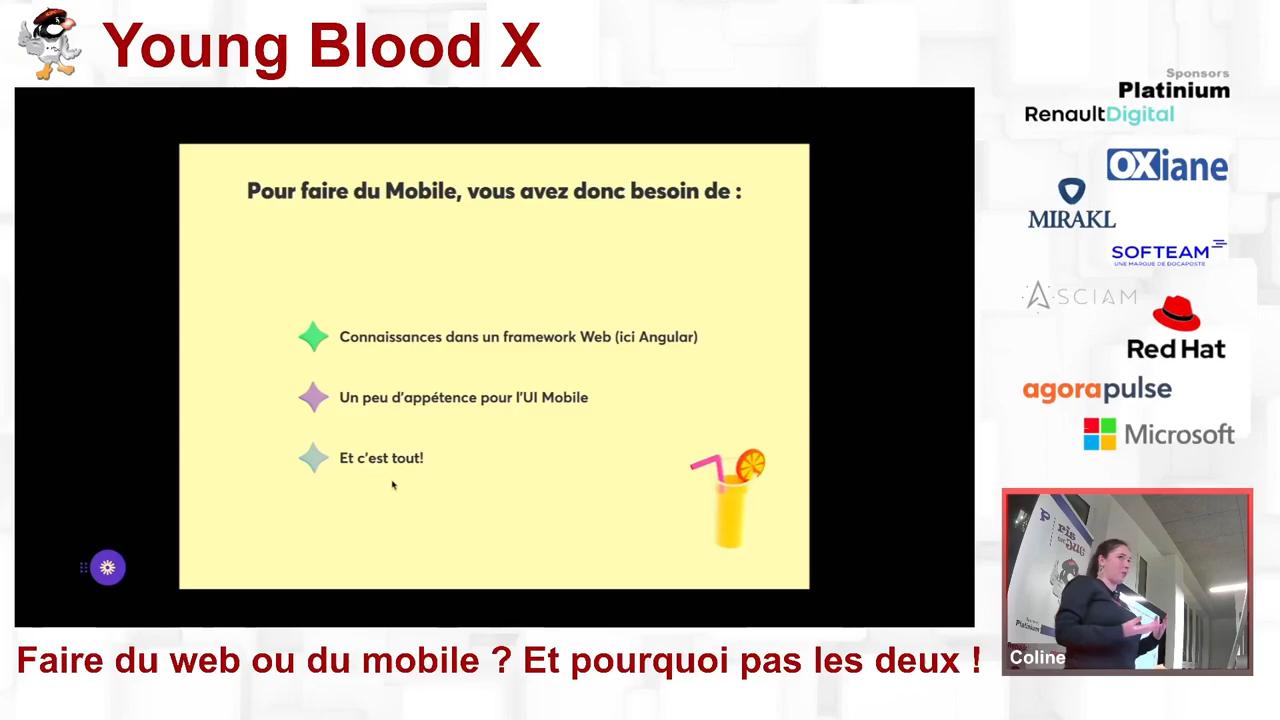 Young Blood X
Pour faire du Mobile, vous avez donc besoin de :
Connaissances dans un framework Web (ici Angular)
Un peu d'appétence pour l'UI Mobile
Et c'est tout!
Faire du web ou du mobile ? Et pourquoi pas les deux !
Sponsors
Platinium
RenaultDigital
OXiane
MIRAKL
SOFTEAM
UNE MARQUE DE DOCAPOSTE
ASCIAM
Red Hat
agorapulse
Microsoft
Platinium
Coline